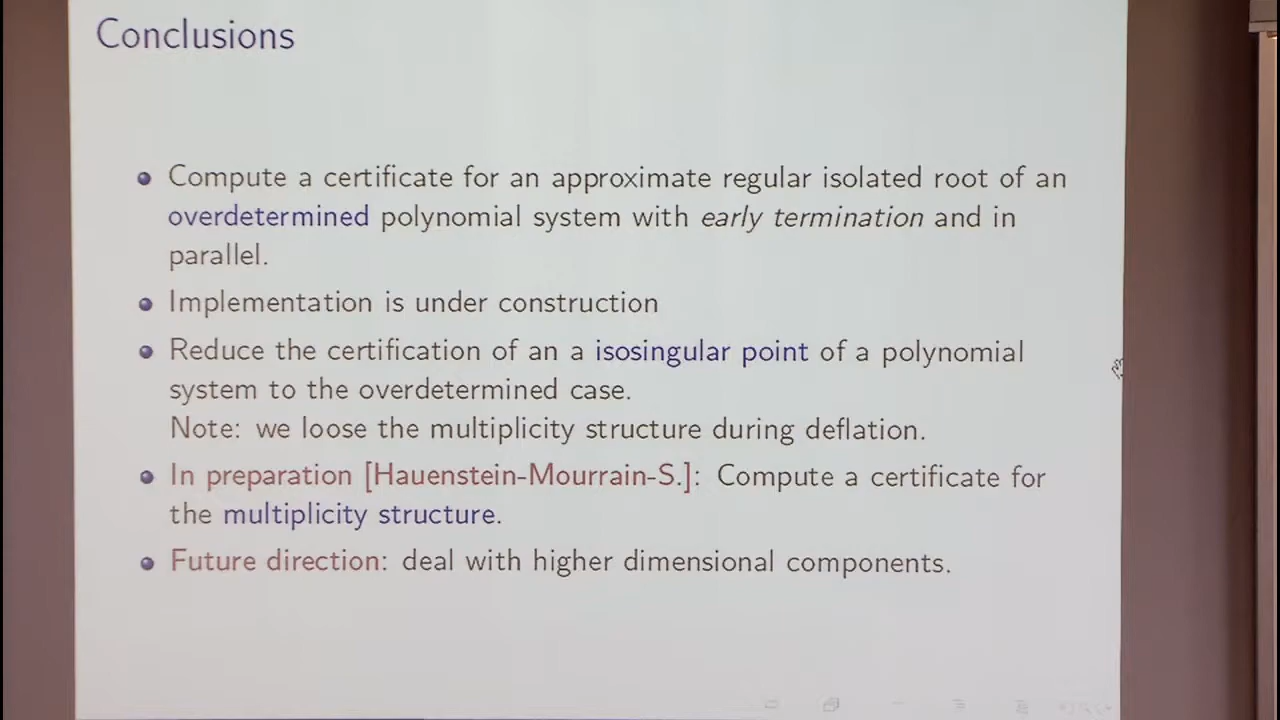 Conclusions
Compute a certificate for an approximate regular isolated root of an
overdetermined polynomial system with early termination and in
parallel.
Implementation is under construction
Reduce the certification of an a isosingular point of a polynomial
system to the overdetermined case.
Note: we loose the multiplicity structure during deflation.
In preparation [Hauenstein-Mourrain-S.]: Compute a certificate for
the multiplicity structure.
Future direction: deal with higher dimensional components.